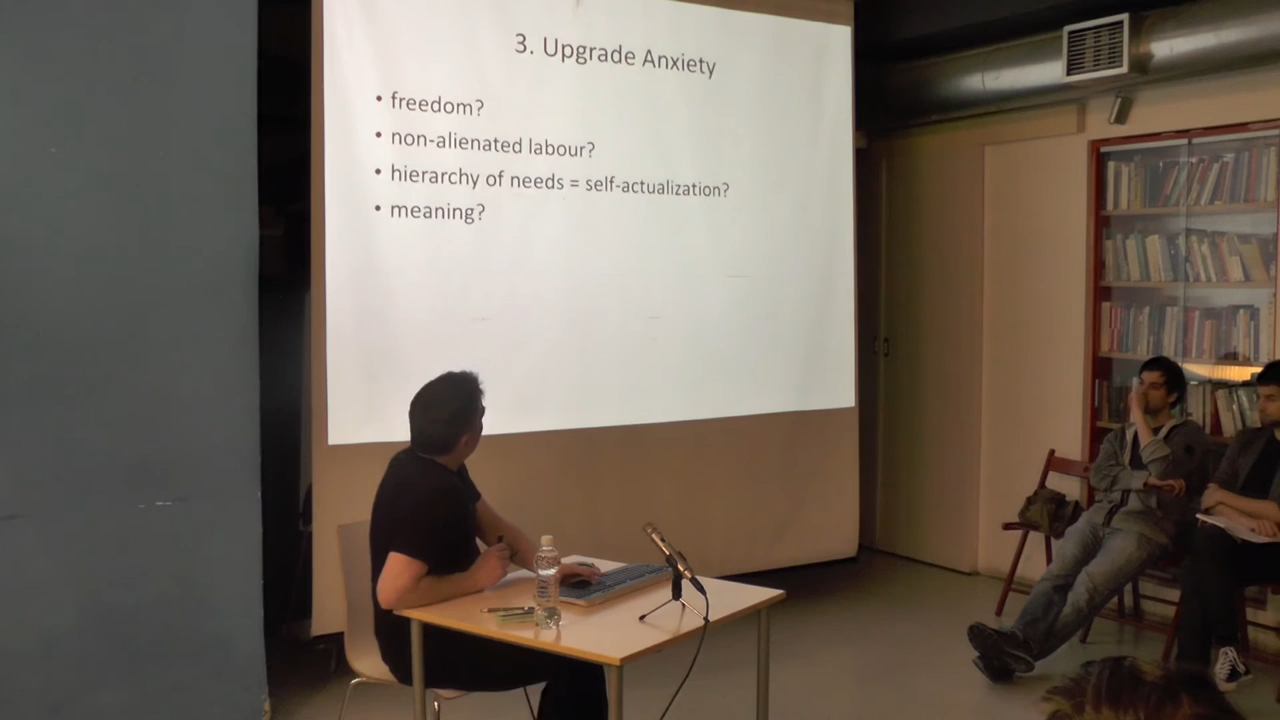 3. Upgrade Anxiety
• freedom?
• non-alienated labour?
• hierarchy of needs = self-actualization?
• meaning?